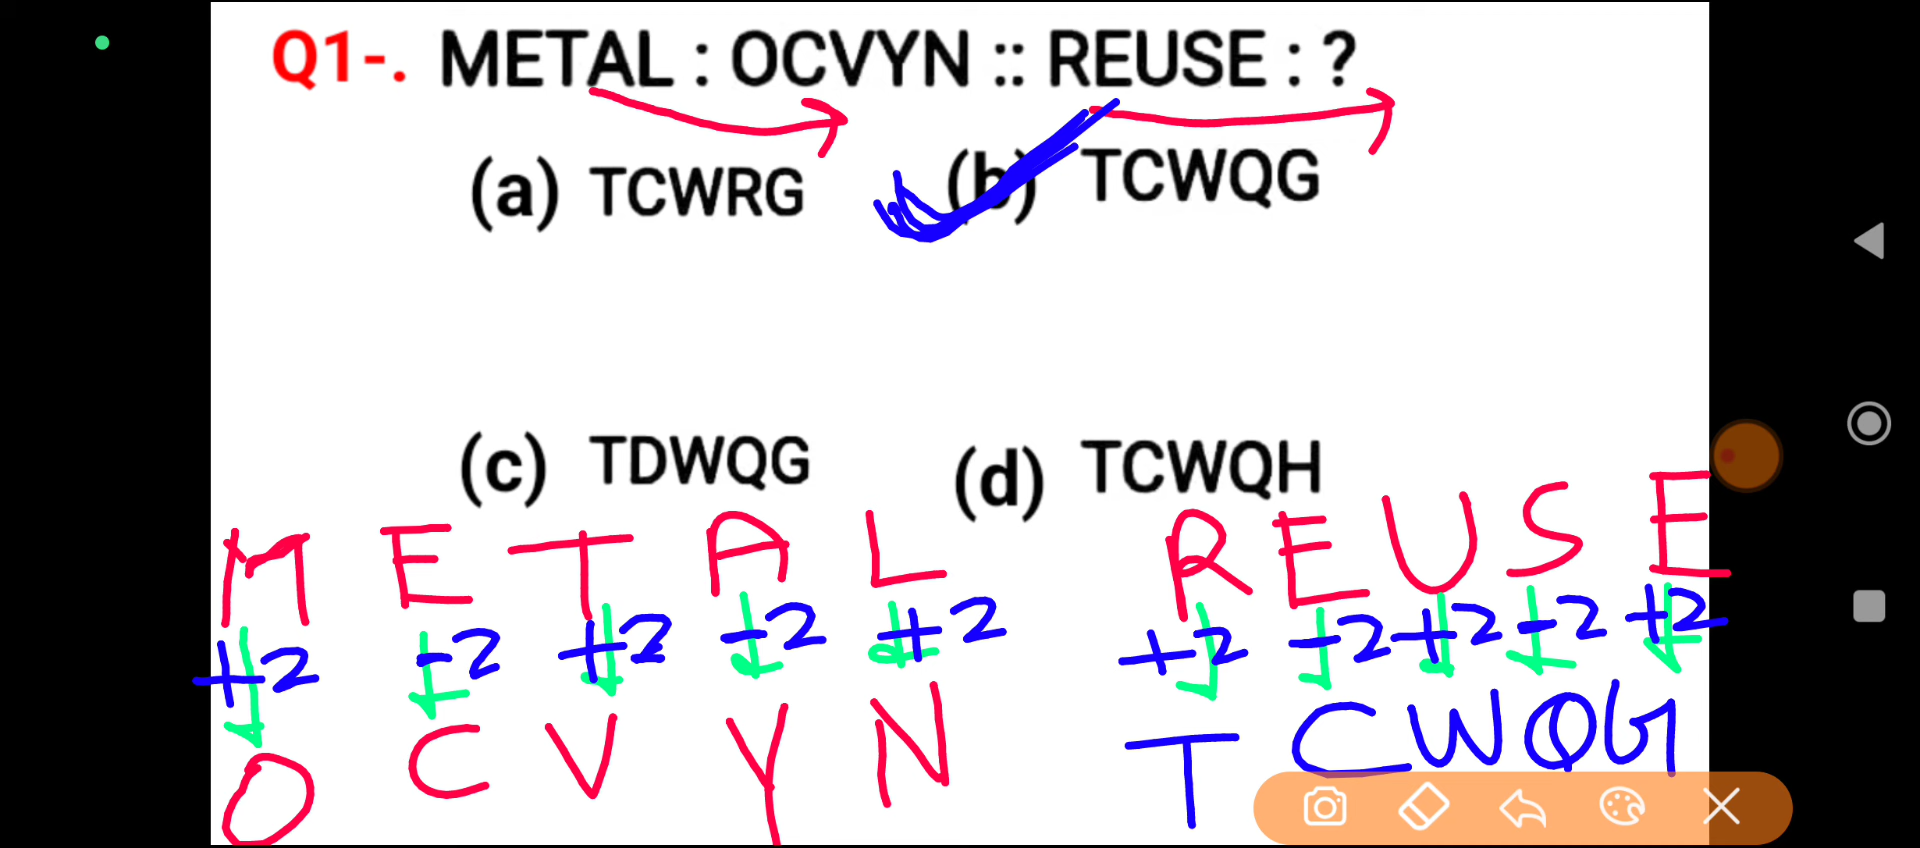 Q1-. METAL : OCVYN :: REUSE : ?
(a) TCWRG (b) TCWQG
(c) TDWQG (d) TCWQH
M E T A L R E U S E
+2 -2 +2 -2 +2 +2 -2 +2 -2 +2
O C V Y N T C W Q G